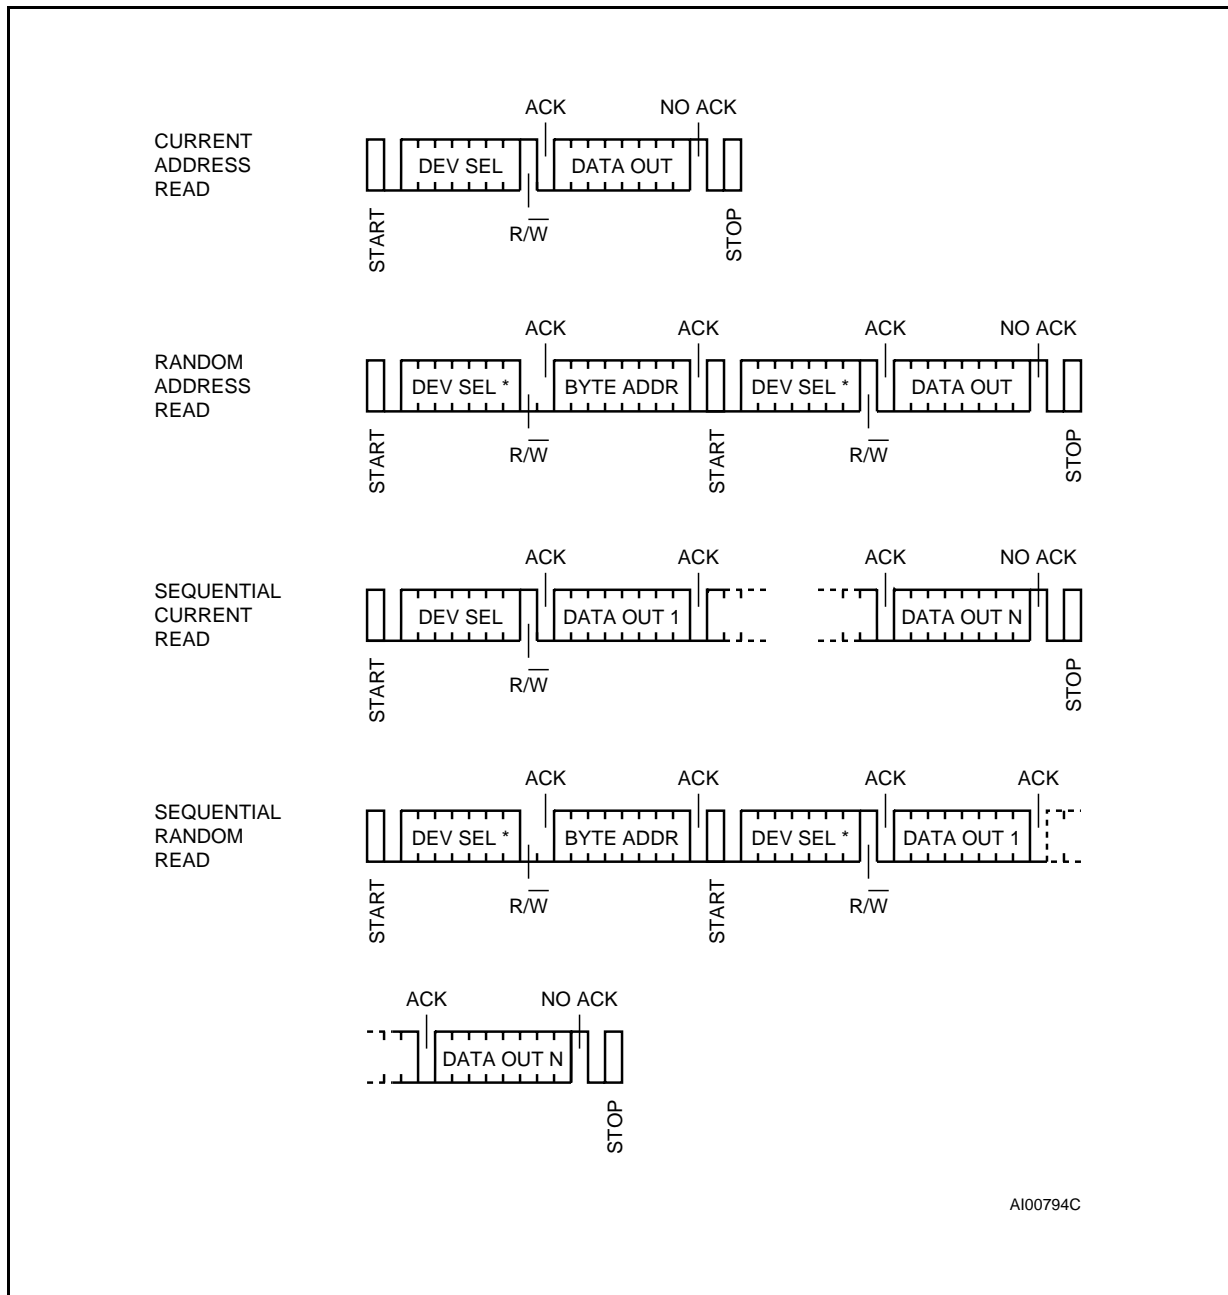 ACK NO ACK
CURRENT
ADDRESS
READ
DEV SEL DATA OUT
START R/W STOP
ACK ACK ACK NO ACK
RANDOM
ADDRESS
READ
DEV SEL * BYTE ADDR DEV SEL * DATA OUT
START R/W START R/W STOP
ACK ACK ACK NO ACK
SEQUENTIAL
CURRENT
READ
DEV SEL DATA OUT 1 DATA OUT N
START R/W STOP
ACK ACK ACK ACK
SEQUENTIAL
RANDOM
READ
DEV SEL * BYTE ADDR DEV SEL * DATA OUT 1
START R/W START R/W
ACK NO ACK
DATA OUT N
STOP
AI00794C